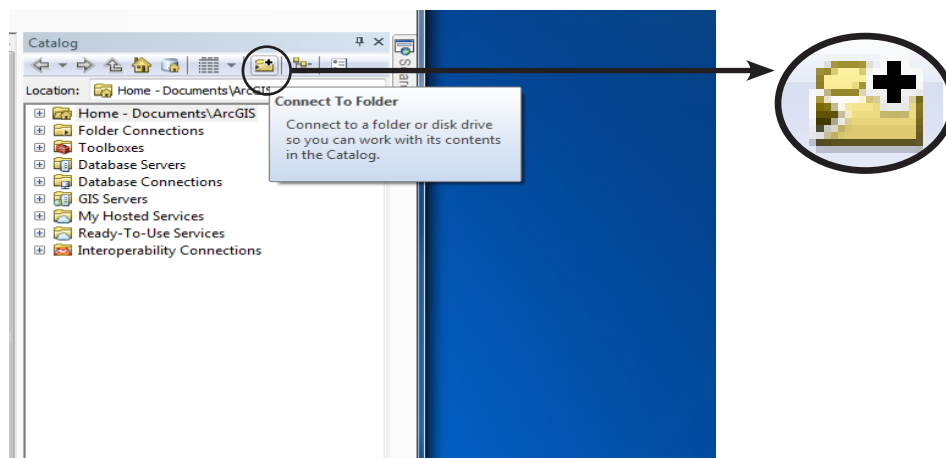 Catalog
Location: Home - Documents\ArcGIS
Connect To Folder
Connect to a folder or disk drive
so you can work with its contents
in the Catalog.
Home - Documents\ArcGIS
Folder Connections
Toolboxes
Database Servers
Database Connections
GIS Servers
My Hosted Services
Ready-To-Use Services
Interoperability Connections